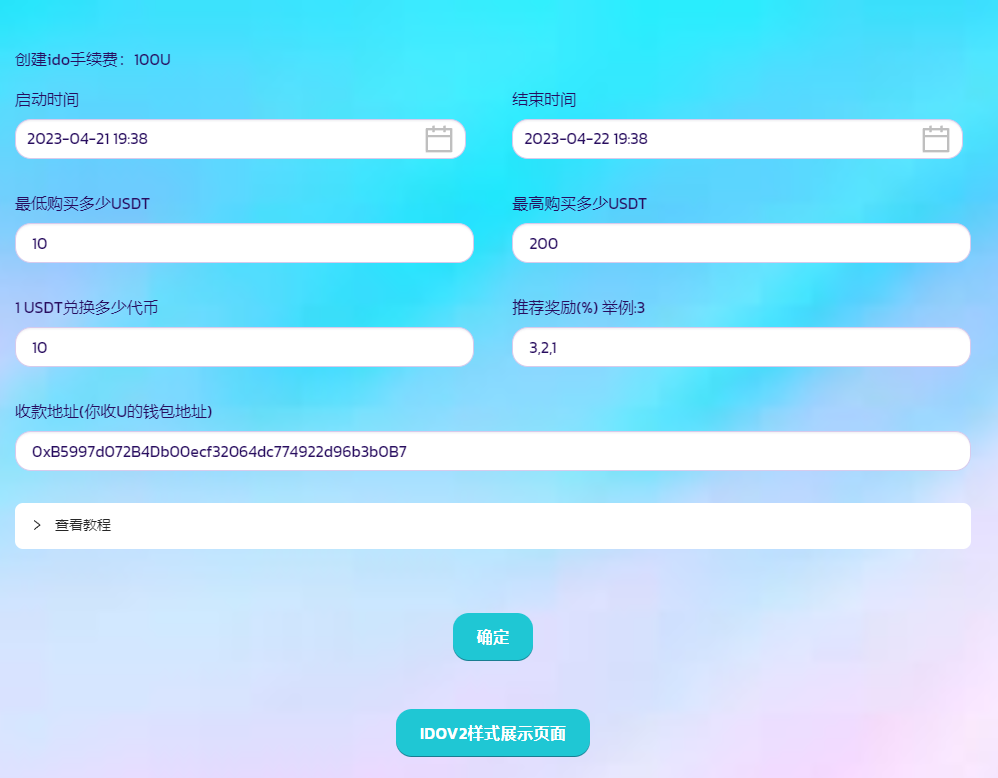 创建ido手续费：100U
启动时间
结束时间
2023-04-21 19:38
2023-04-22 19:38
最低购买多少USDT
最高购买多少USDT
10
200
1 USDT兑换多少代币
推荐奖励(%) 举例:3
10
3,2,1
收款地址(你收U的钱包地址)
0xB5997d072B4Db00ecf32064dc774922d96b3b0B7
查看教程
确定
IDOV2样式展示页面